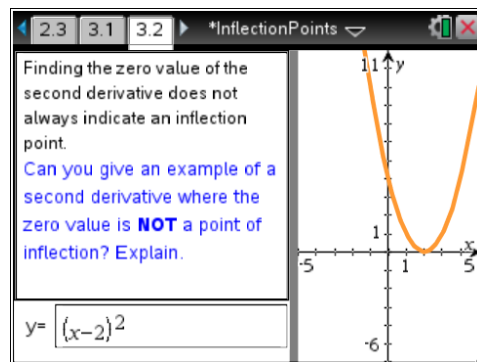 2.3 3.1 3.2 *InflectionPoints
Finding the zero value of the
second derivative does not
always indicate an inflection
point.
Can you give an example of a
second derivative where the
zero value is NOT a point of
inflection? Explain.
y= (x−2)²
11 y
1
x
-5 1 5
-6